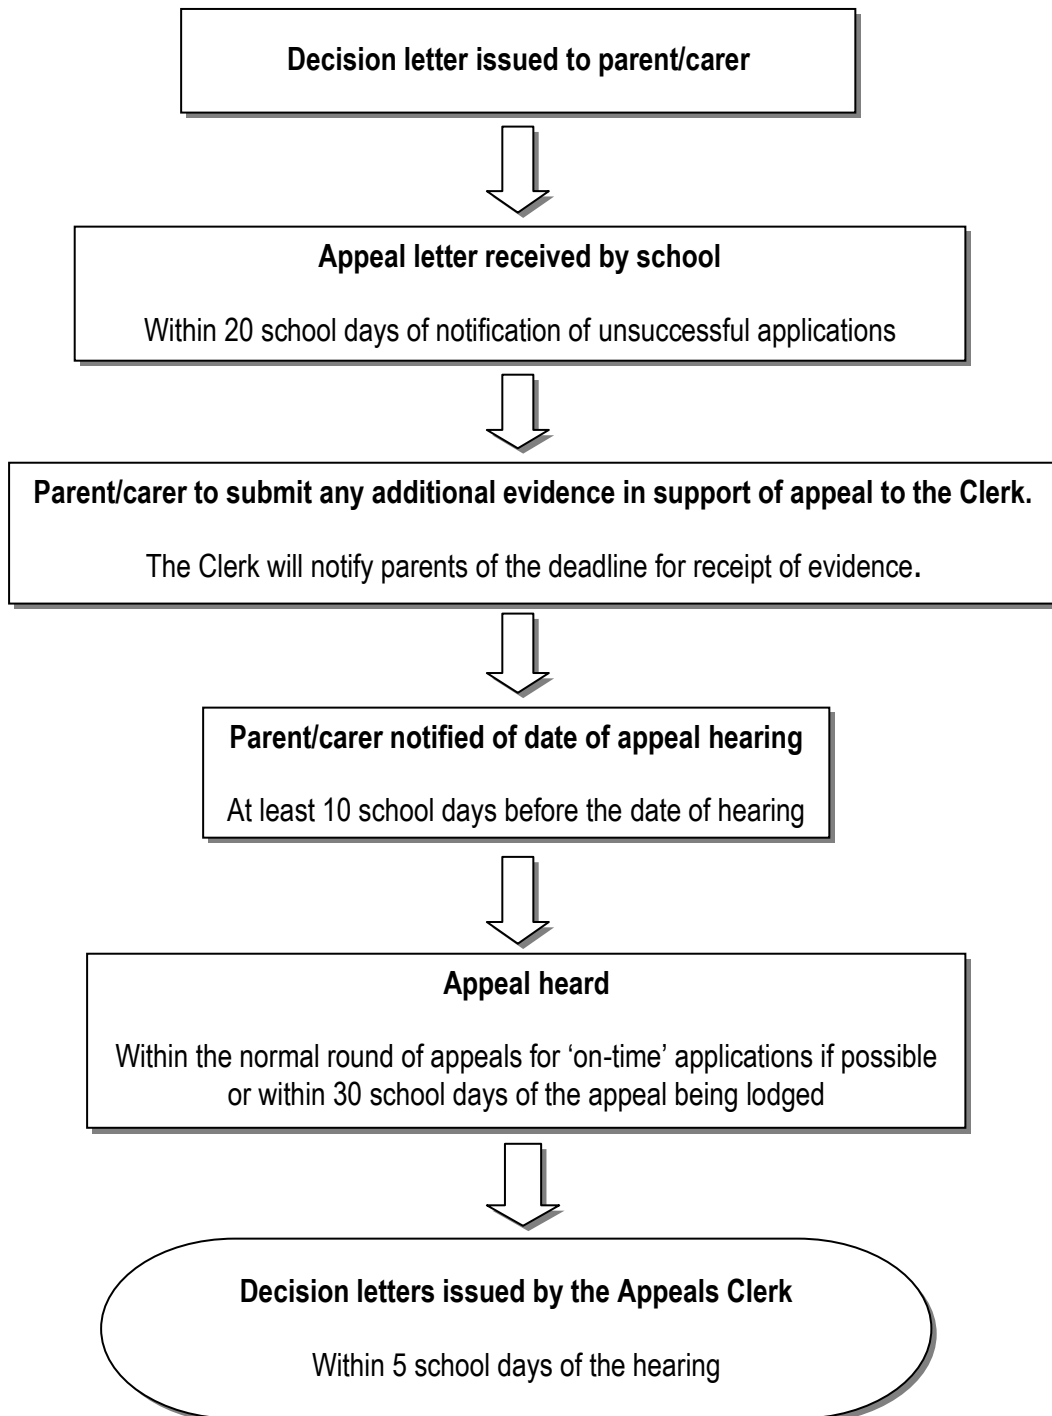 Decision letter issued to parent/carer
Appeal letter received by school
Within 20 school days of notification of unsuccessful applications
Parent/carer to submit any additional evidence in support of appeal to the Clerk.
The Clerk will notify parents of the deadline for receipt of evidence.
Parent/carer notified of date of appeal hearing
At least 10 school days before the date of hearing
Appeal heard
Within the normal round of appeals for ‘on-time’ applications if possible
or within 30 school days of the appeal being lodged
Decision letters issued by the Appeals Clerk
Within 5 school days of the hearing